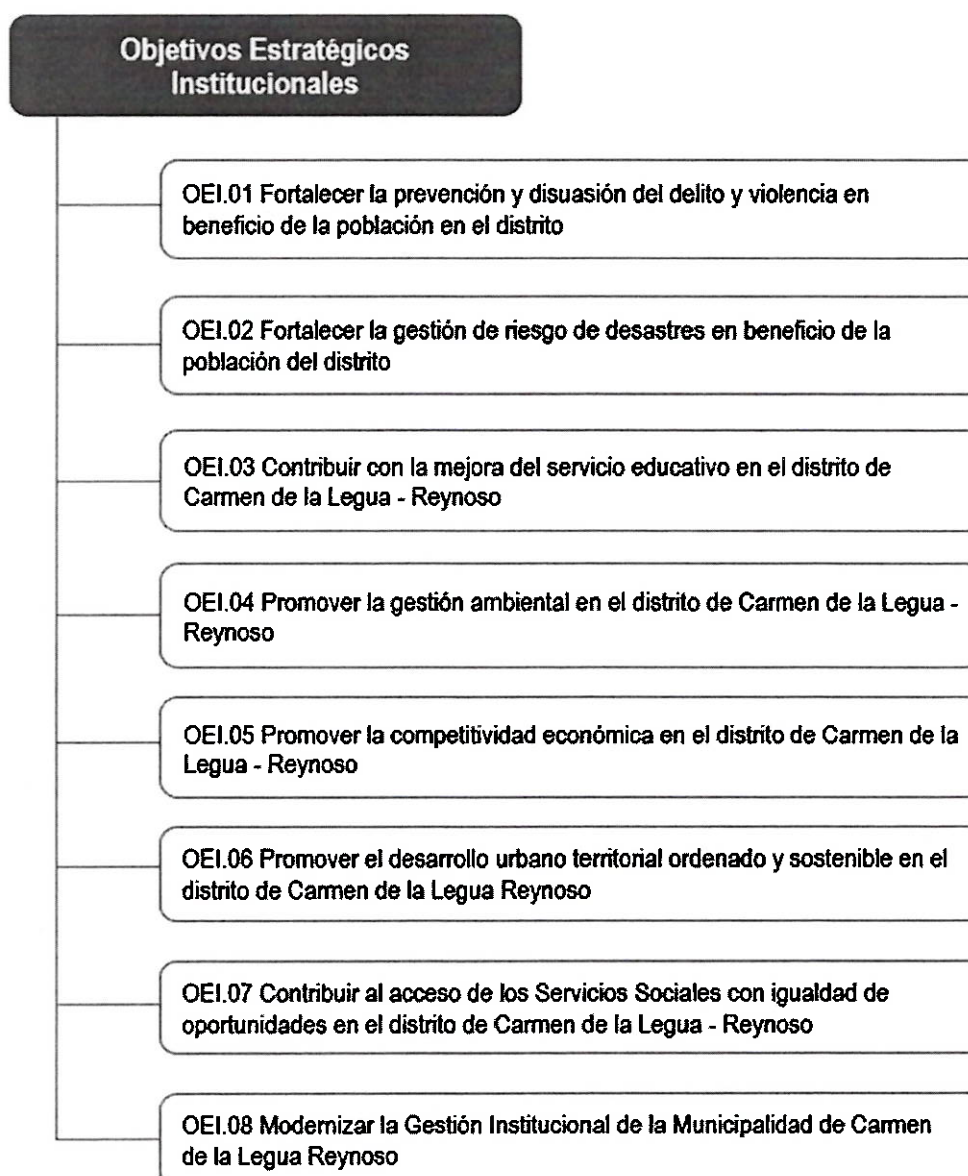 Objetivos Estratégicos
Institucionales
OEI.01 Fortalecer la prevención y disuasión del delito y violencia en
beneficio de la población en el distrito
OEI.02 Fortalecer la gestión de riesgo de desastres en beneficio de la
población del distrito
OEI.03 Contribuir con la mejora del servicio educativo en el distrito de
Carmen de la Legua - Reynoso
OEI.04 Promover la gestión ambiental en el distrito de Carmen de la Legua -
Reynoso
OEI.05 Promover la competitividad económica en el distrito de Carmen de la
Legua - Reynoso
OEI.06 Promover el desarrollo urbano territorial ordenado y sostenible en el
distrito de Carmen de la Legua Reynoso
OEI.07 Contribuir al acceso de los Servicios Sociales con igualdad de
oportunidades en el distrito de Carmen de la Legua - Reynoso
OEI.08 Modernizar la Gestión Institucional de la Municipalidad de Carmen
de la Legua Reynoso